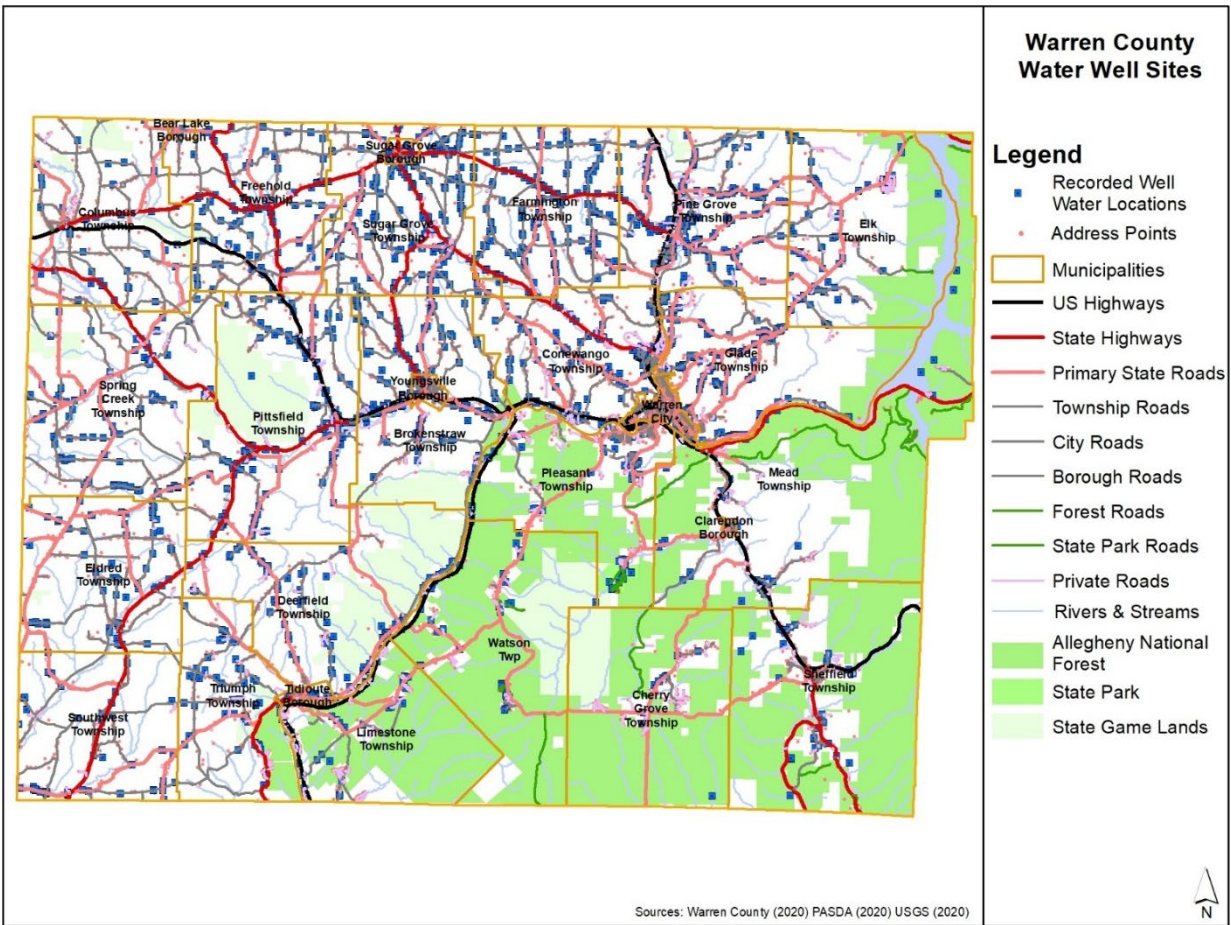 Warren County
Water Well Sites
Legend
Recorded Well
Water Locations
Address Points
Municipalities
US Highways
State Highways
Primary State Roads
Township Roads
City Roads
Borough Roads
Forest Roads
State Park Roads
Private Roads
Rivers & Streams
Allegheny National
Forest
State Park
State Game Lands
N
Bear Lake
Borough
Sugar Grove
Borough
Freehold
Township
Columbus
Township
Sugar Grove
Township
Farmington
Township
Pine Grove
Township
Elk
Township
Spring
Creek
Township
Pittsfield
Township
Youngsville
Borough
Brokenstraw
Township
Conewango
Township
Glade
Township
Warren
City
Pleasant
Township
Mead
Township
Clarendon
Borough
Eldred
Township
Deerfield
Township
Watson
Twp
Triumph
Township
Tidioute
Borough
Limestone
Township
Cherry
Grove
Township
Sheffield
Township
Southwest
Township
Sources: Warren County (2020) PASDA (2020) USGS (2020)